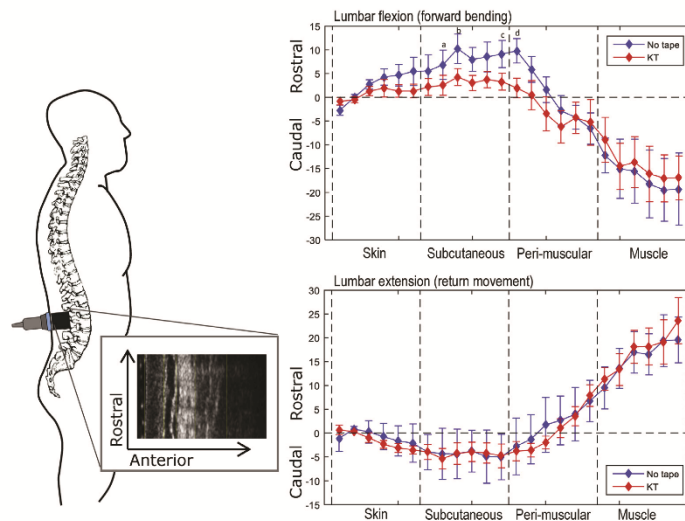 Lumbar flexion (forward bending)
15
10
5
0
-5
-10
-15
-20
-25
-30
Rostral
Caudal
a
b
c
d
No tape
KT
Skin
Subcutaneous
Peri-muscular
Muscle
Lumbar extension (return movement)
30
25
20
15
10
5
0
-5
-10
-15
Rostral
Caudal
No tape
KT
Skin
Subcutaneous
Peri-muscular
Muscle
Rostral
Anterior